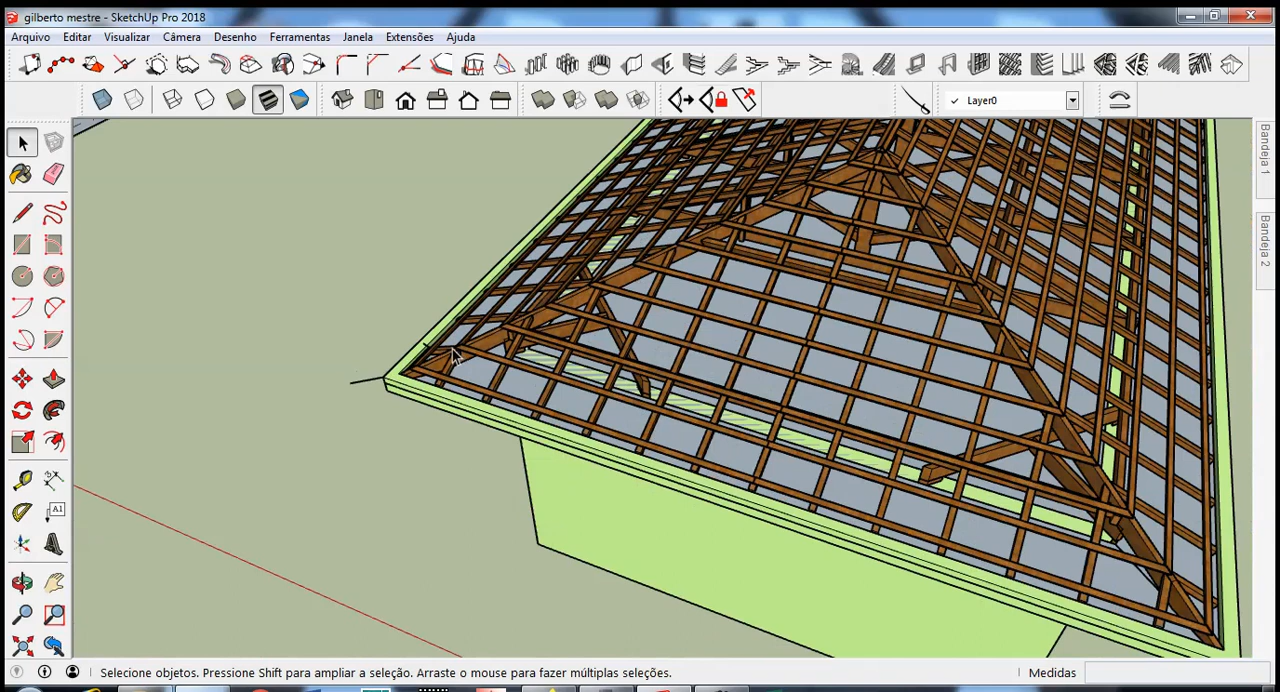 gilberto mestre - SketchUp Pro 2018
Arquivo Editar Visualizar Câmera Desenho Ferramentas Janela Extensões Ajuda
Layer0
Bandeja 1
Bandeja 2
A1
Selecione objetos. Pressione Shift para ampliar a seleção. Arraste o mouse para fazer múltiplas seleções.
Medidas